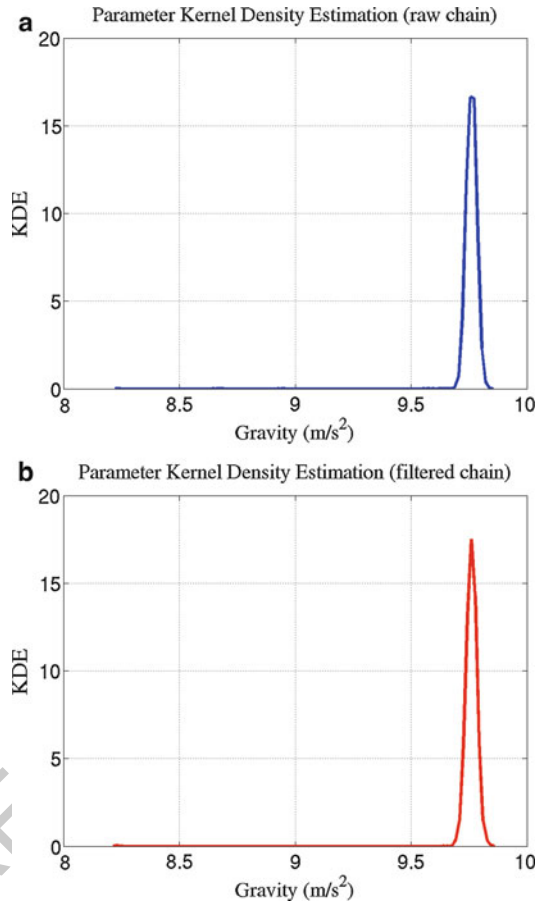 a
Parameter Kernel Density Estimation (raw chain)
20
15
10
5
0
KDE
8 8.5 9 9.5 10
Gravity (m/s²)
b
Parameter Kernel Density Estimation (filtered chain)
20
15
10
5
0
KDE
8 8.5 9 9.5 10
Gravity (m/s²)